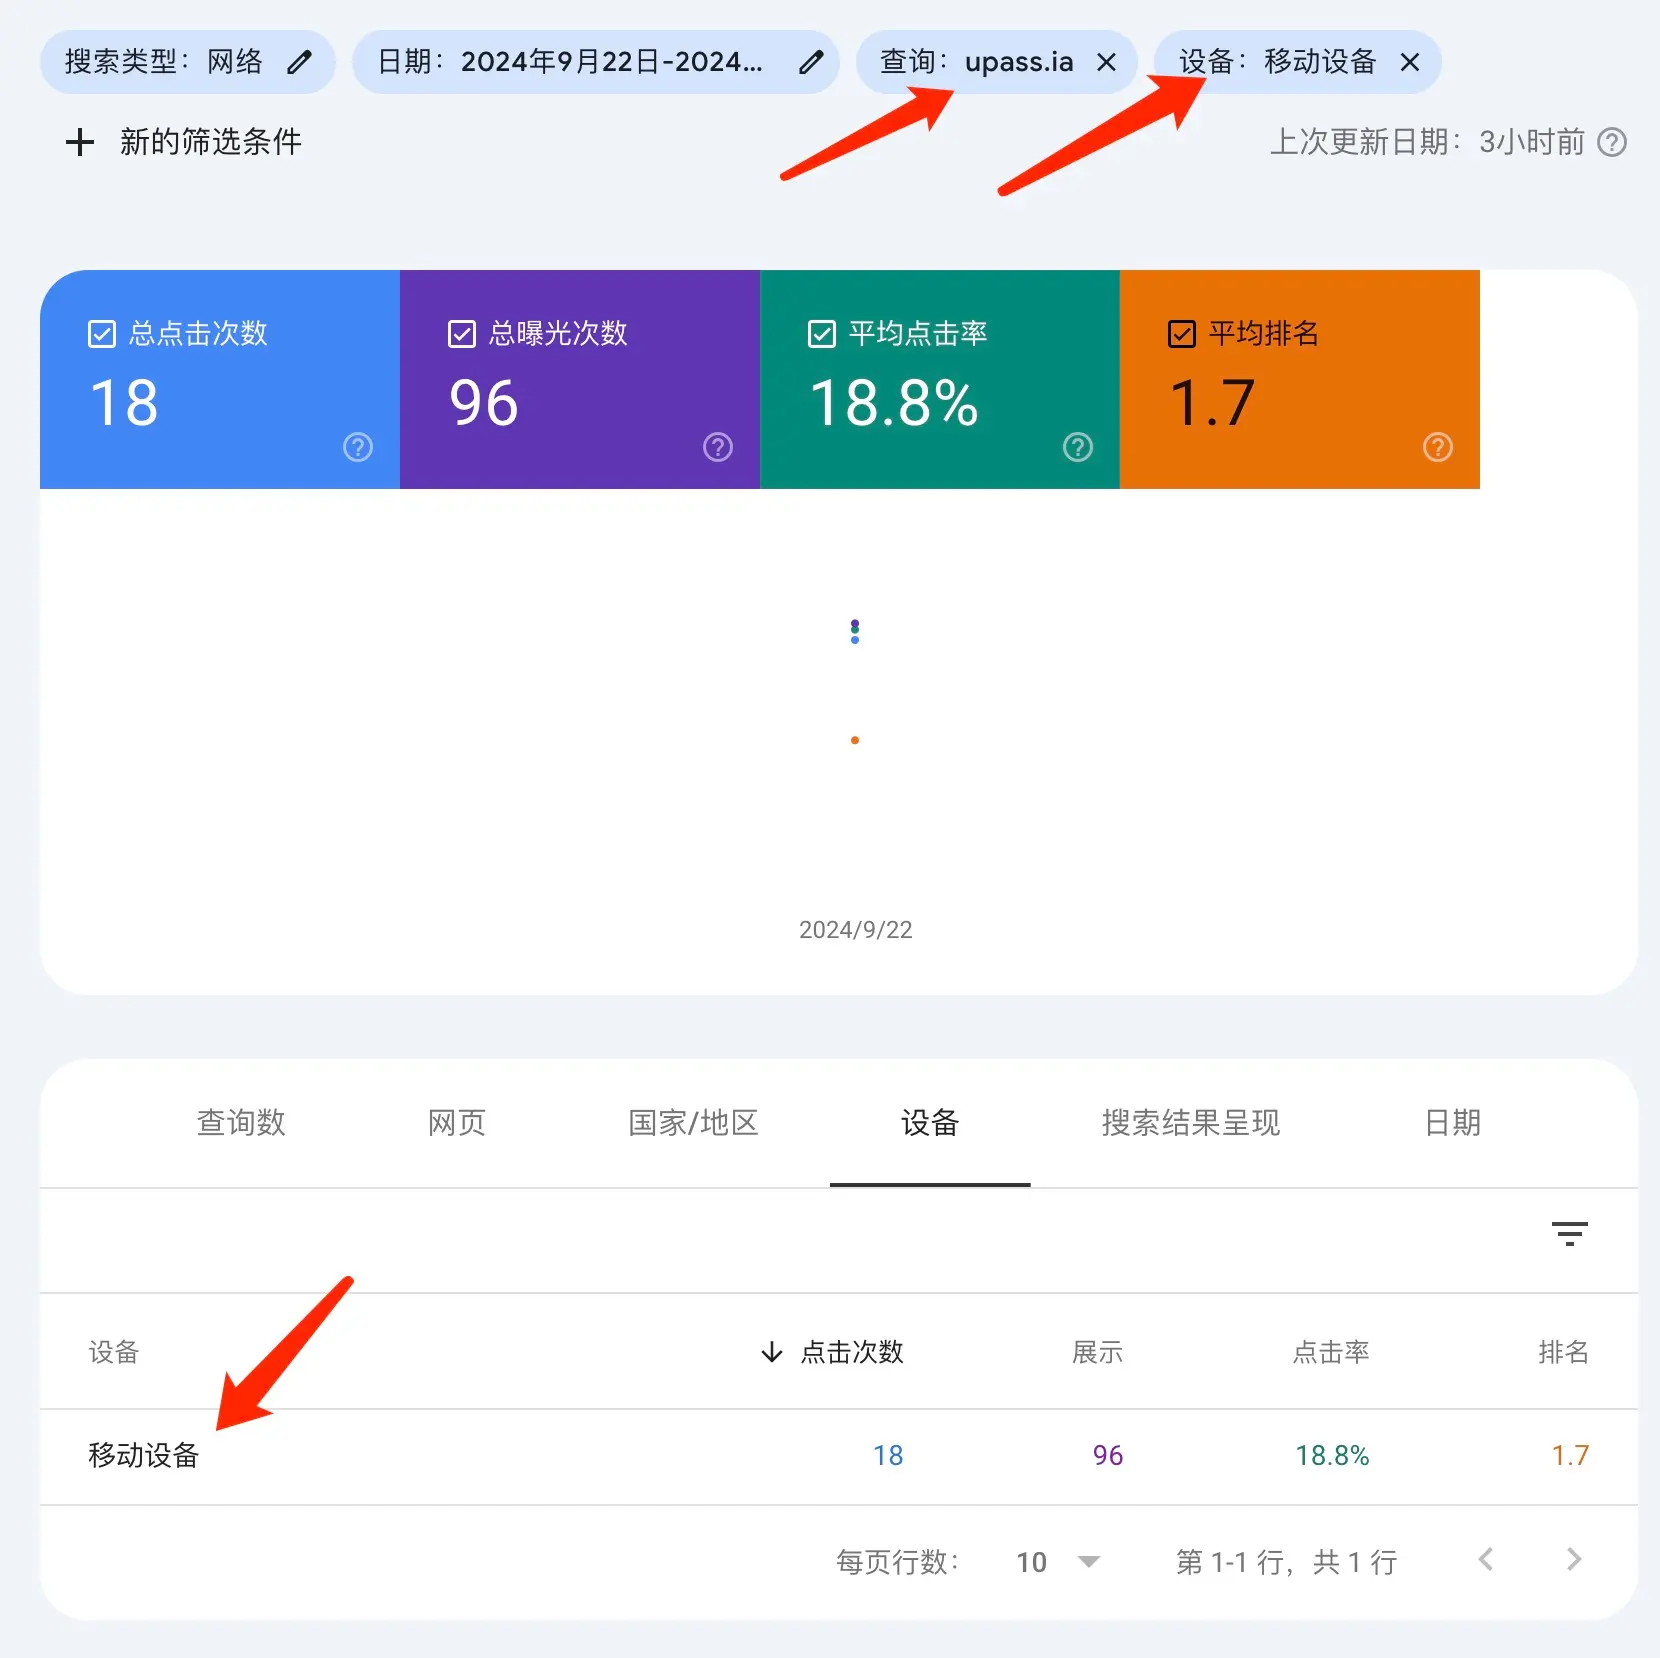 搜索类型：网络
日期：2024年9月22日-2024...
查询：upass.ia
设备：移动设备
新的筛选条件
上次更新日期：3小时前
总点击次数
18
总曝光次数
96
平均点击率
18.8%
平均排名
1.7
2024/9/22
查询数 网页 国家/地区 设备 搜索结果呈现 日期
设备 点击次数 展示 点击率 排名
移动设备 18 96 18.8% 1.7
每页行数： 10 第 1-1 行，共 1 行